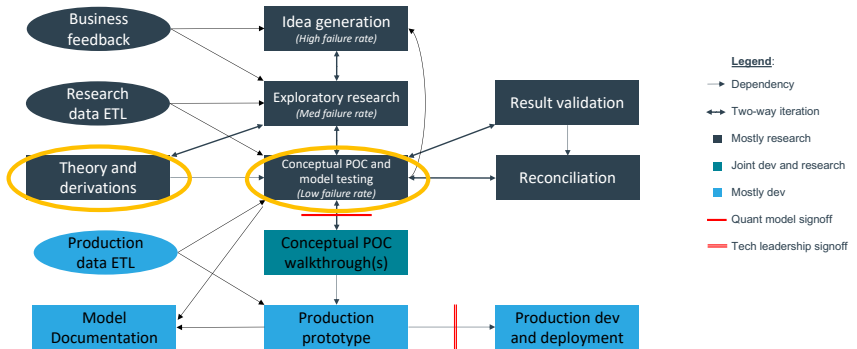 Business
feedback
Idea generation
(High failure rate)
Research
data ETL
Exploratory research
(Med failure rate)
Result validation
Theory and
derivations
Conceptual POC and
model testing
(Low failure rate)
Reconciliation
Production
data ETL
Conceptual POC
walkthrough(s)
Model
Documentation
Production
prototype
Production dev
and deployment
Legend:
Dependency
Two-way iteration
Mostly research
Joint dev and research
Mostly dev
Quant model signoff
Tech leadership signoff